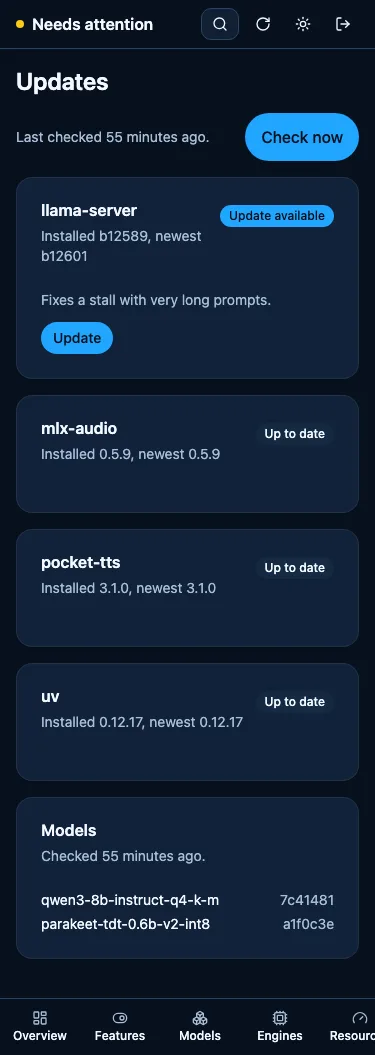 Needs attention
Updates
Last checked 55 minutes ago.
Check now
llama-server
Update available
Installed b12589, newest
b12601
Fixes a stall with very long prompts.
Update
mlx-audio
Up to date
Installed 0.5.9, newest 0.5.9
pocket-tts
Up to date
Installed 3.1.0, newest 3.1.0
uv
Up to date
Installed 0.12.17, newest 0.12.17
Models
Checked 55 minutes ago.
qwen3-8b-instruct-q4-k-m 7c41481
parakeet-tdt-0.6b-v2-int8 a1f0c3e
Overview Features Models Engines Resourc